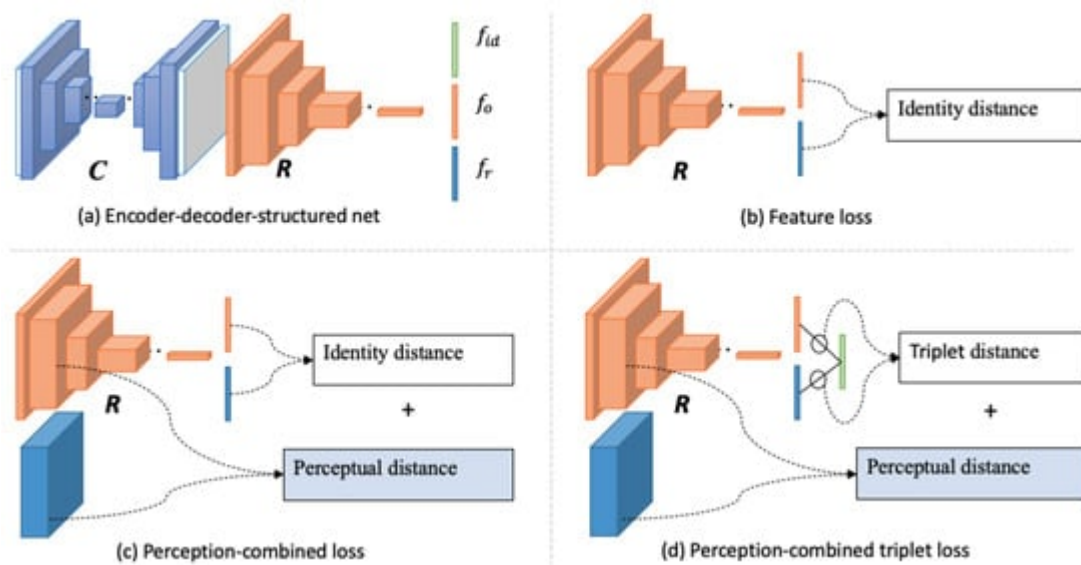 f_id
f_o
f_r
C
R
(a) Encoder-decoder-structured net
R
Identity distance
(b) Feature loss
R
Identity distance
+
Perceptual distance
(c) Perception-combined loss
R
Triplet distance
+
Perceptual distance
(d) Perception-combined triplet loss